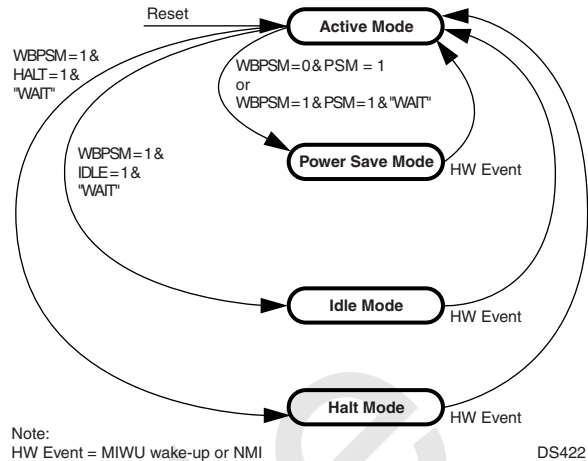 Reset
Active Mode
WBPSM=1&
HALT=1&
"WAIT"
WBPSM=0&PSM = 1
or
WBPSM=1&PSM=1&"WAIT"
WBPSM=1&
IDLE=1&
"WAIT"
Power Save Mode
HW Event
Idle Mode
HW Event
Halt Mode
HW Event
Note:
HW Event = MIWU wake-up or NMI
DS422